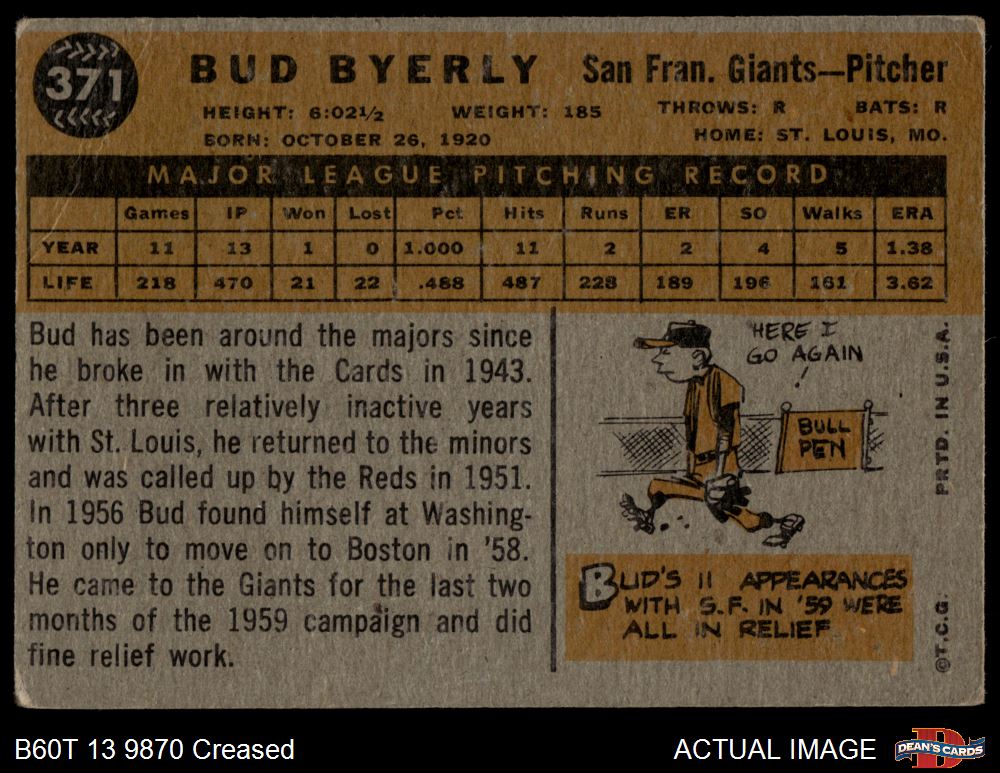 371
BUD BYERLY San Fran. Giants—Pitcher
HEIGHT: 6:02½ WEIGHT: 185 THROWS: R BATS: R
BORN: OCTOBER 26, 1920 HOME: ST. LOUIS, MO.
MAJOR LEAGUE PITCHING RECORD
Games IP Won Lost Pct Hits Runs ER SO Walks ERA
YEAR 11 13 1 0 1.000 11 2 2 4 5 1.38
LIFE 218 470 21 22 .488 487 228 189 196 161 3.62
Bud has been around the majors since
he broke in with the Cards in 1943.
After three relatively inactive years
with St. Louis, he returned to the minors
and was called up by the Reds in 1951.
In 1956 Bud found himself at Washing-
ton only to move on to Boston in '58.
He came to the Giants for the last two
months of the 1959 campaign and did
fine relief work.
HERE I
GO AGAIN
!
BULL
PEN
BUD'S 11 APPEARANCES
WITH S.F. IN '59 WERE
ALL IN RELIEF
©T.C.G. PRTD. IN U.S.A.
B60T 13 9870 Creased ACTUAL IMAGE DEAN'S CARDS